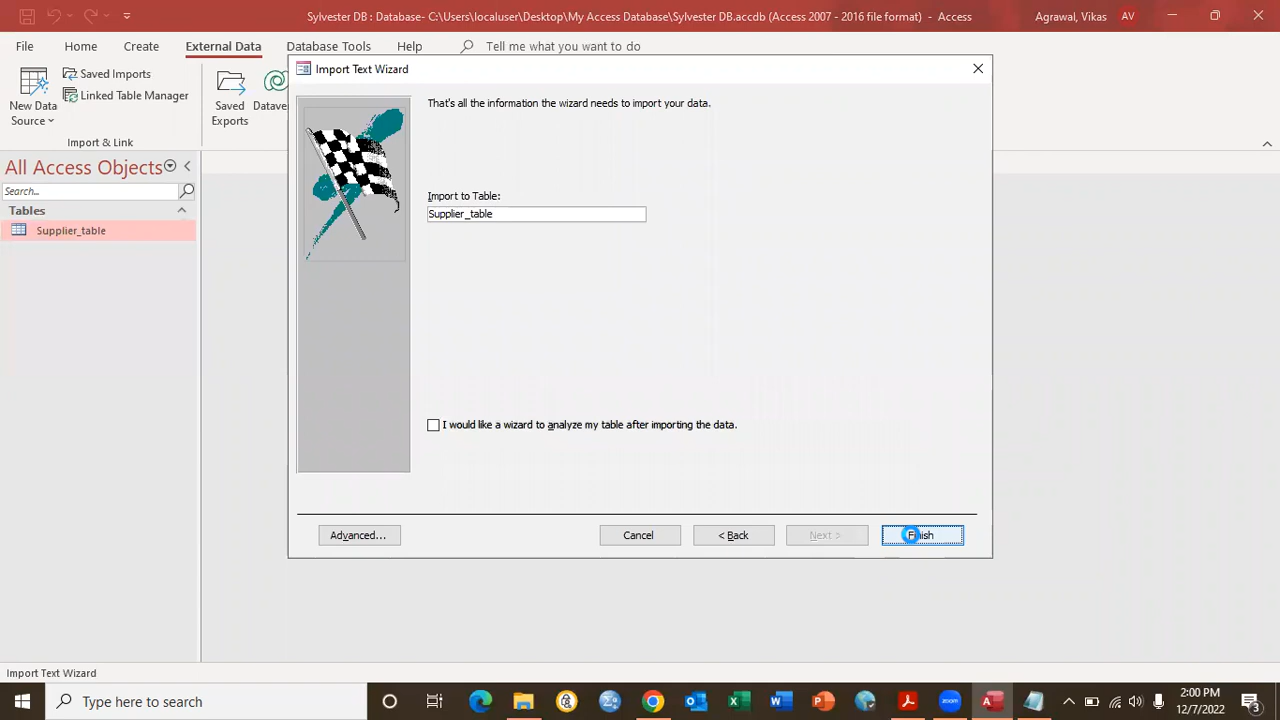 Sylvester DB : Database- C:\Users\localuser\Desktop\My Access Database\Sylvester DB.accdb (Access 2007 - 2016 file format) - Access
Agrawal, Vikas
AV
File
Home
Create
External Data
Database Tools
Help
Tell me what you want to do
New Data
Source
Saved Imports
Linked Table Manager
Import & Link
Saved
Exports
Datave
Import Text Wizard
That's all the information the wizard needs to import your data.
Import to Table:
Supplier_table
I would like a wizard to analyze my table after importing the data.
Advanced...
Cancel
< Back
Next >
Finish
All Access Objects
Search...
Tables
Supplier_table
Import Text Wizard
Type here to search
zoom
2:00 PM
12/7/2022
3